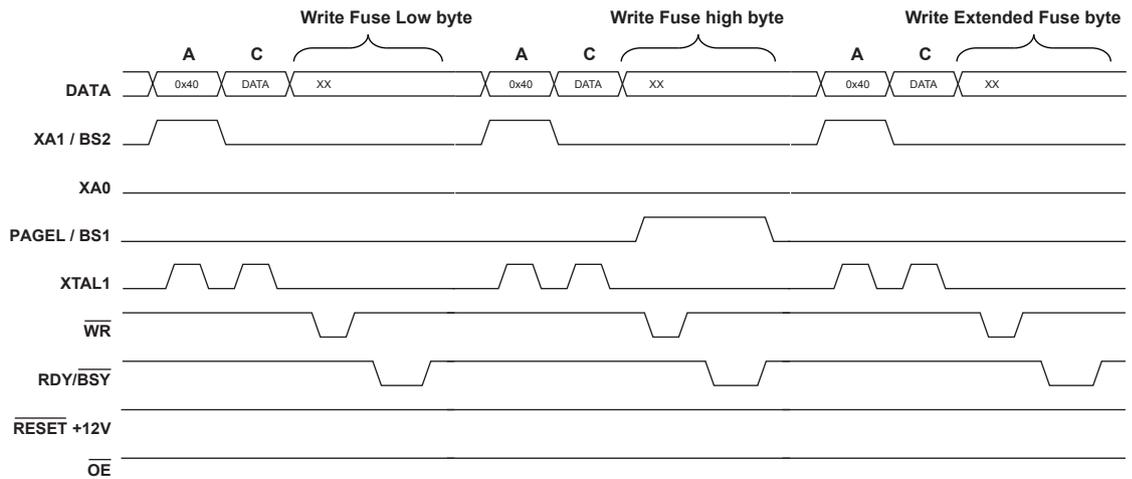 Write Fuse Low byte Write Fuse high byte Write Extended Fuse byte
A C A C A C
DATA 0x40 DATA XX 0x40 DATA XX 0x40 DATA XX
XA1 / BS2
XA0
PAGEL / BS1
XTAL1
WR
RDY/BSY
RESET +12V
OE